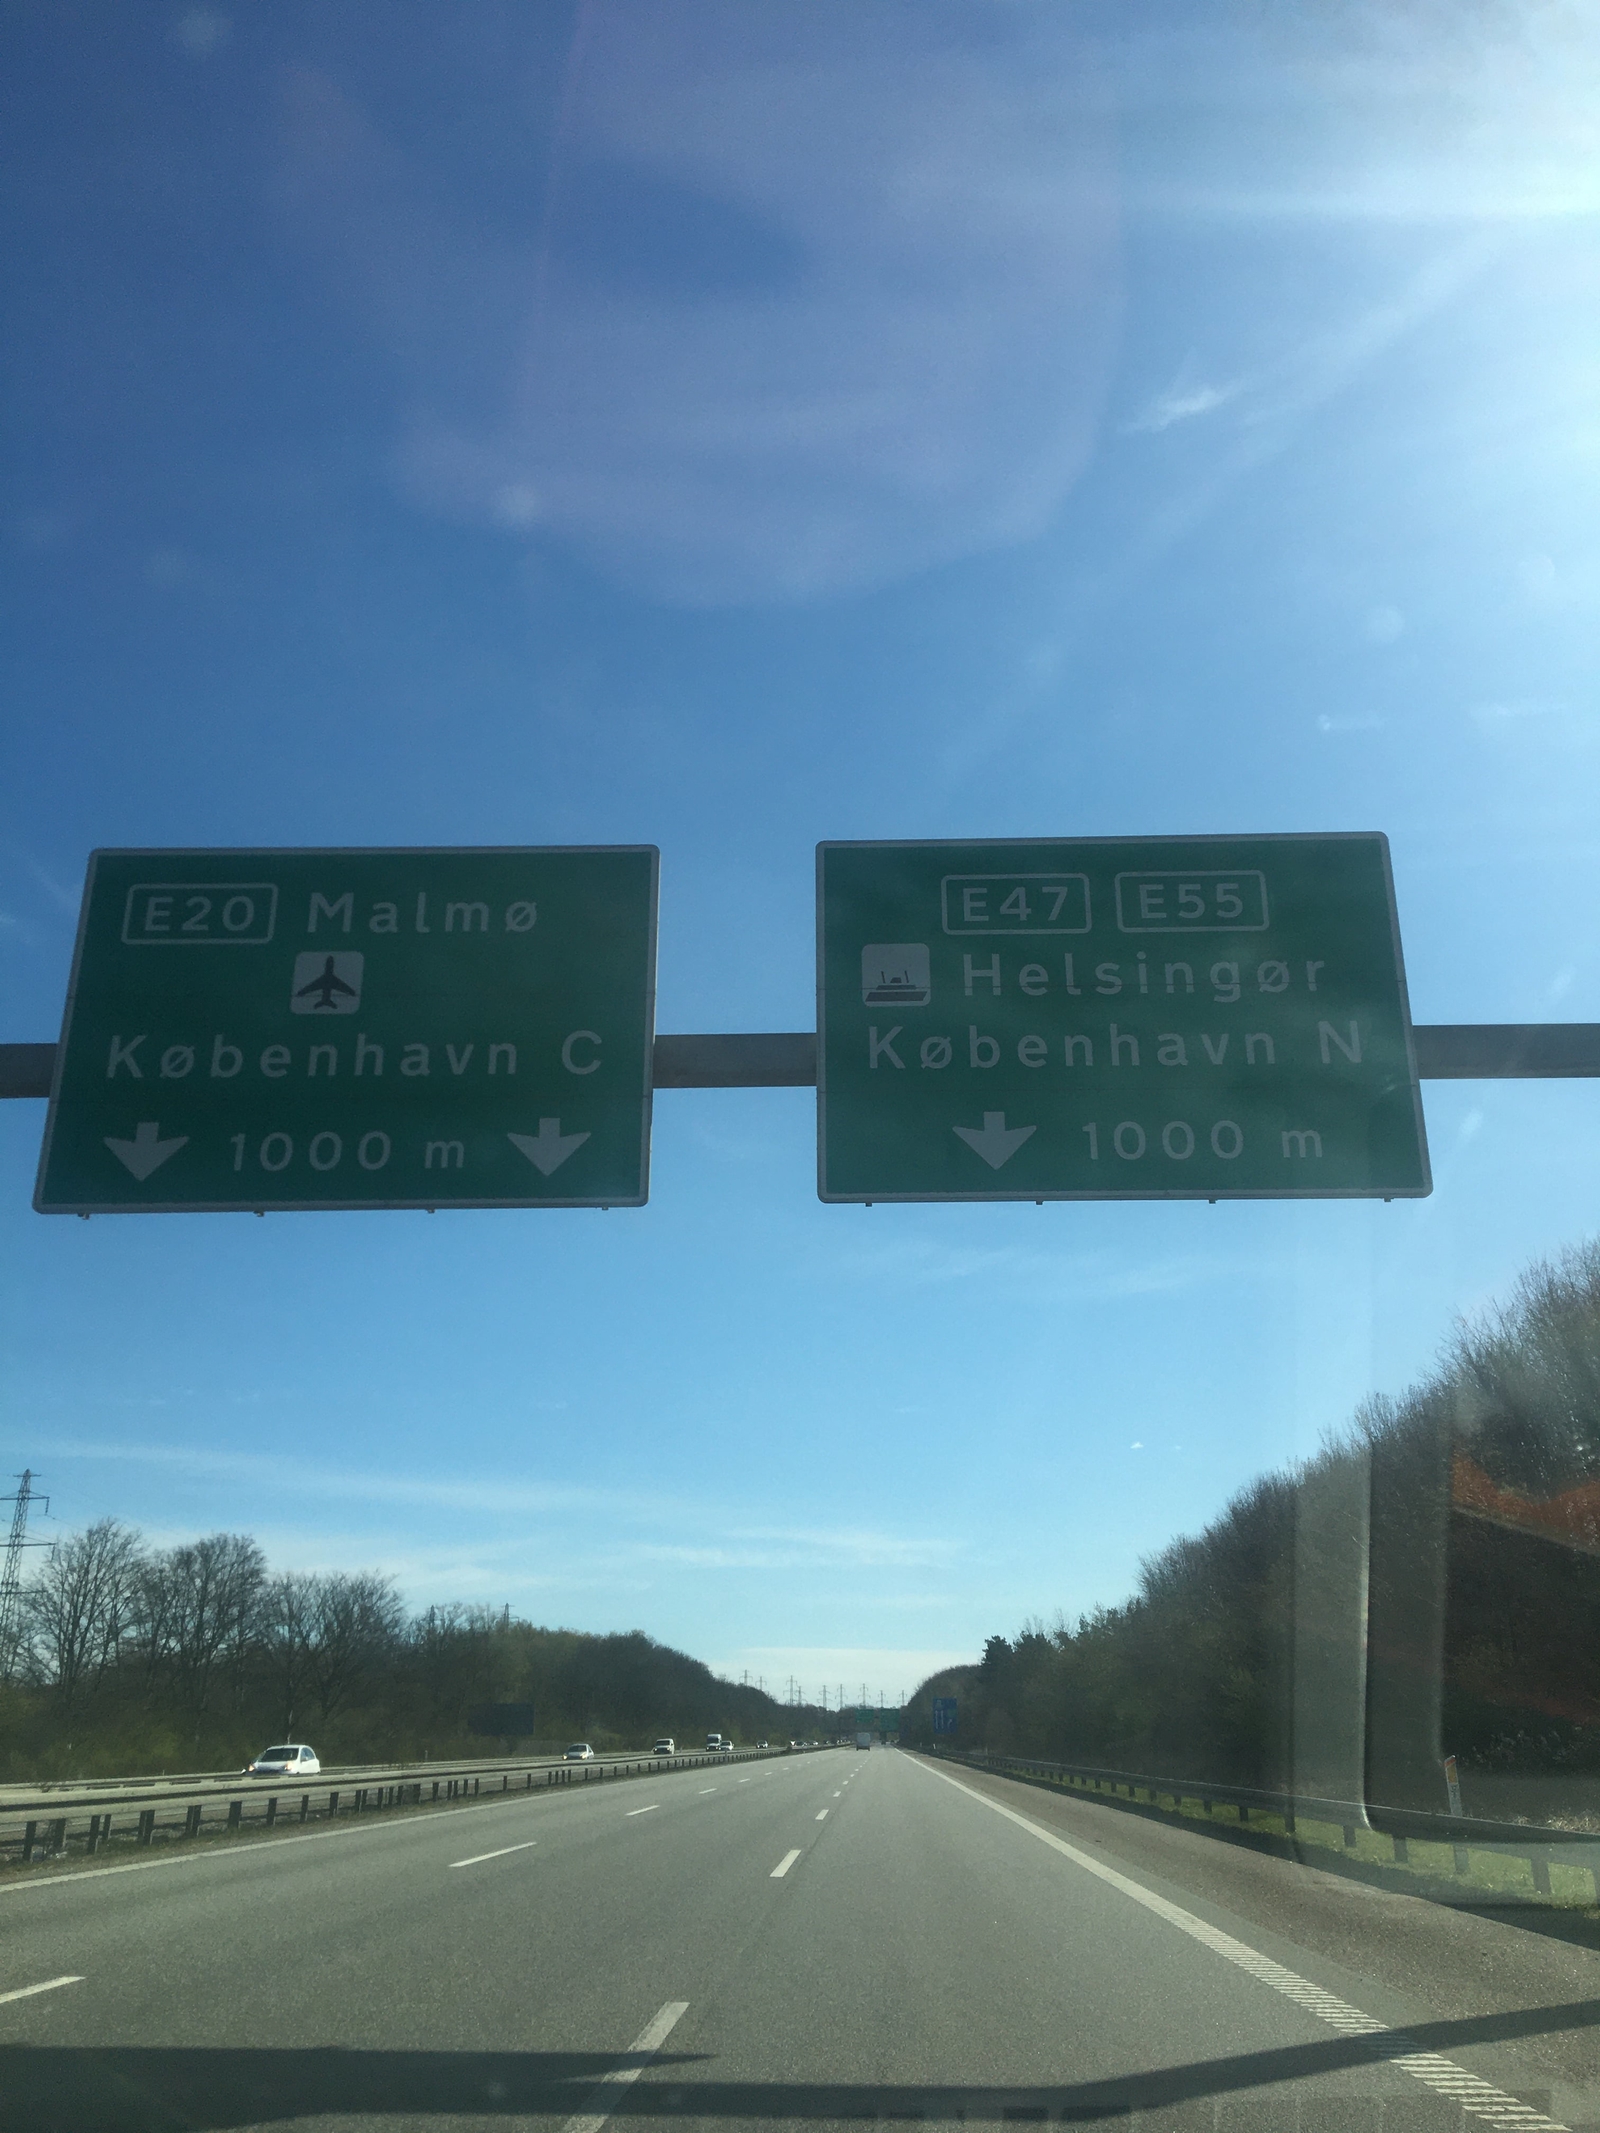 E20 Malmø
København C
1000 m
E47 E55
Helsingør
København N
1000 m